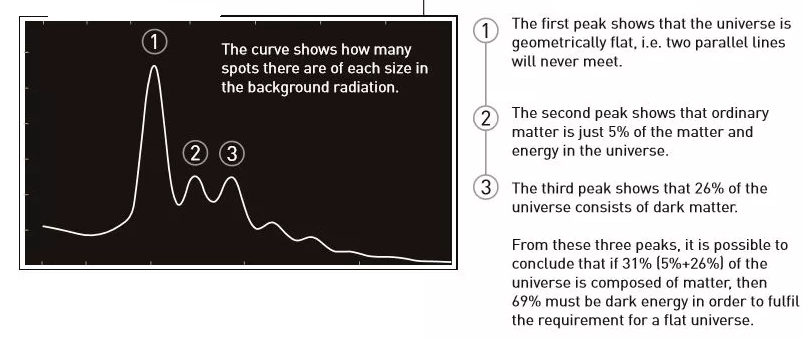 1
The curve shows how many
spots there are of each size in
the background radiation.
2
3
1
The first peak shows that the universe is
geometrically flat, i.e. two parallel lines
will never meet.
2
The second peak shows that ordinary
matter is just 5% of the matter and
energy in the universe.
3
The third peak shows that 26% of the
universe consists of dark matter.
From these three peaks, it is possible to
conclude that if 31% (5%+26%) of the
universe is composed of matter, then
69% must be dark energy in order to fulfil
the requirement for a flat universe.